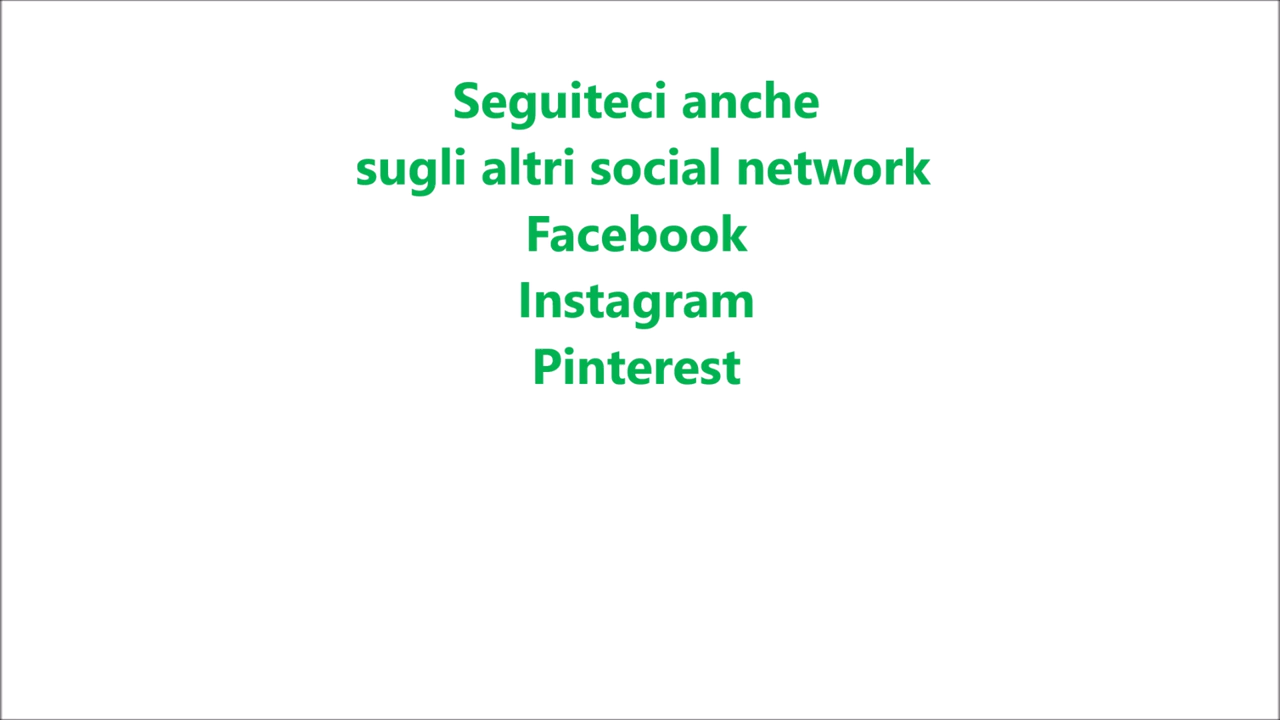 Seguiteci anche
sugli altri social network
Facebook
Instagram
Pinterest